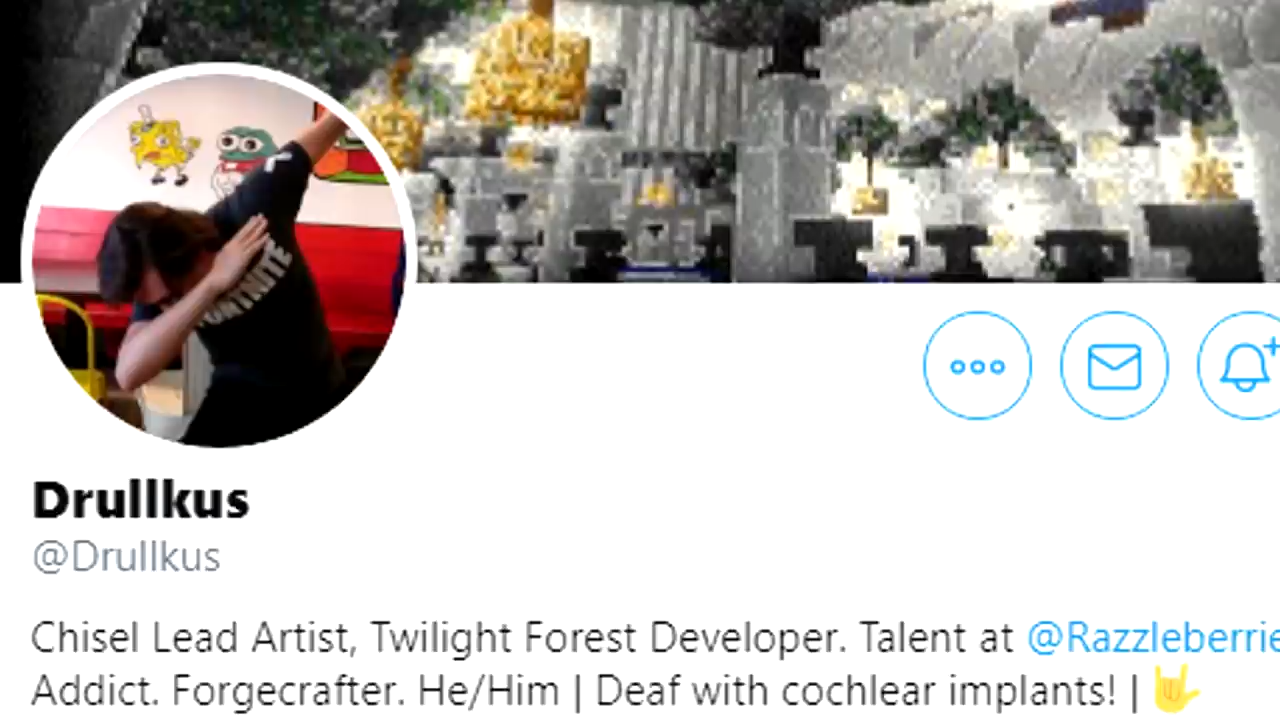 FORTNITE
Drullkus
@Drullkus
Chisel Lead Artist, Twilight Forest Developer. Talent at @Razzleberrie
Addict. Forgecrafter. He/Him | Deaf with cochlear implants! | 🤟